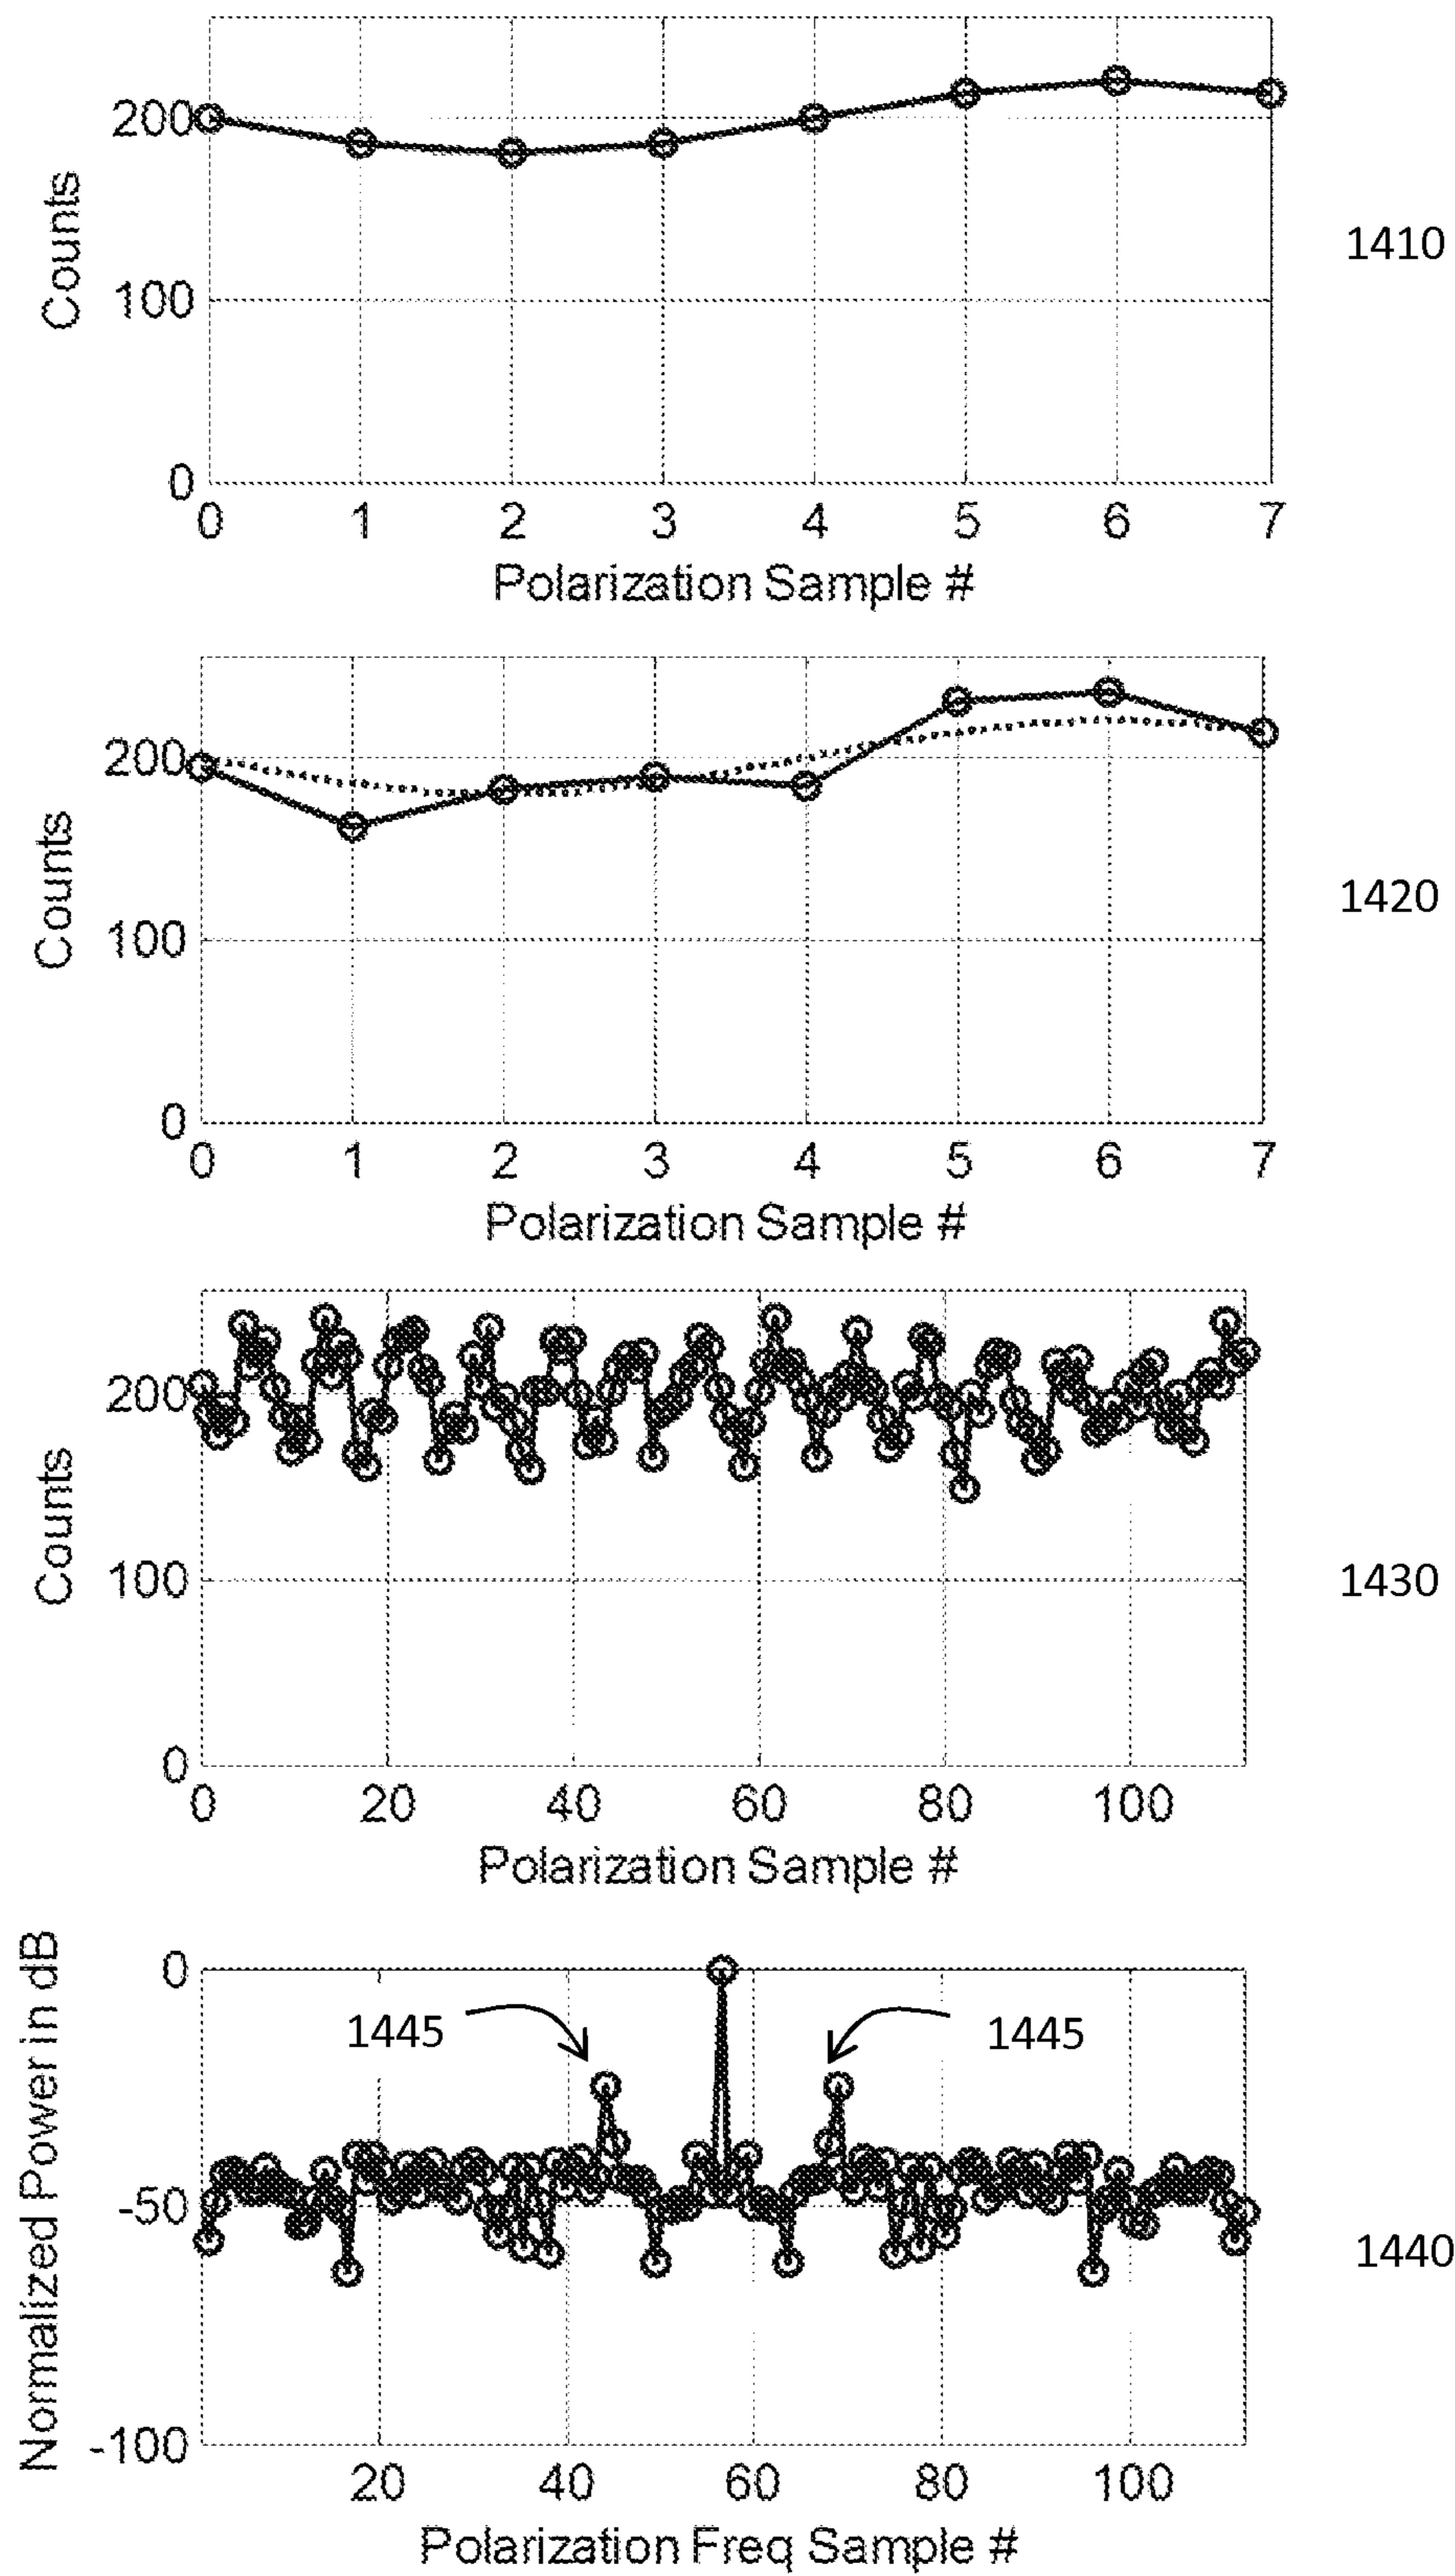 200
100
0
Counts
0 1 2 3 4 5 6 7
Polarization Sample #
1410
200
100
0
Counts
0 1 2 3 4 5 6 7
Polarization Sample #
1420
200
100
0
Counts
0 20 40 60 80 100
Polarization Sample #
1430
0
-50
-100
Normalized Power in dB
1445
1445
20 40 60 80 100
Polarization Freq Sample #
1440